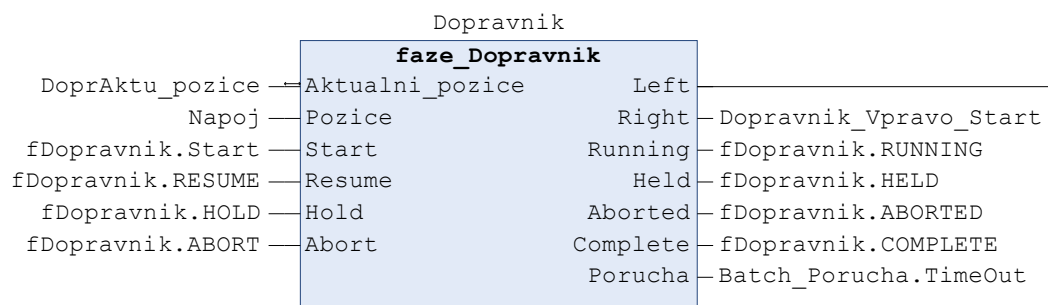 Dopravnik
faze_Dopravnik
DoprAktu_pozice Aktualni_pozice Left
Napoj Pozice Right Dopravnik_Vpravo_Start
fDopravnik.Start Start Running fDopravnik.RUNNING
fDopravnik.RESUME Resume Held fDopravnik.HELD
fDopravnik.HOLD Hold Aborted fDopravnik.ABORTED
fDopravnik.ABORT Abort Complete fDopravnik.COMPLETE
Porucha Batch_Porucha.TimeOut